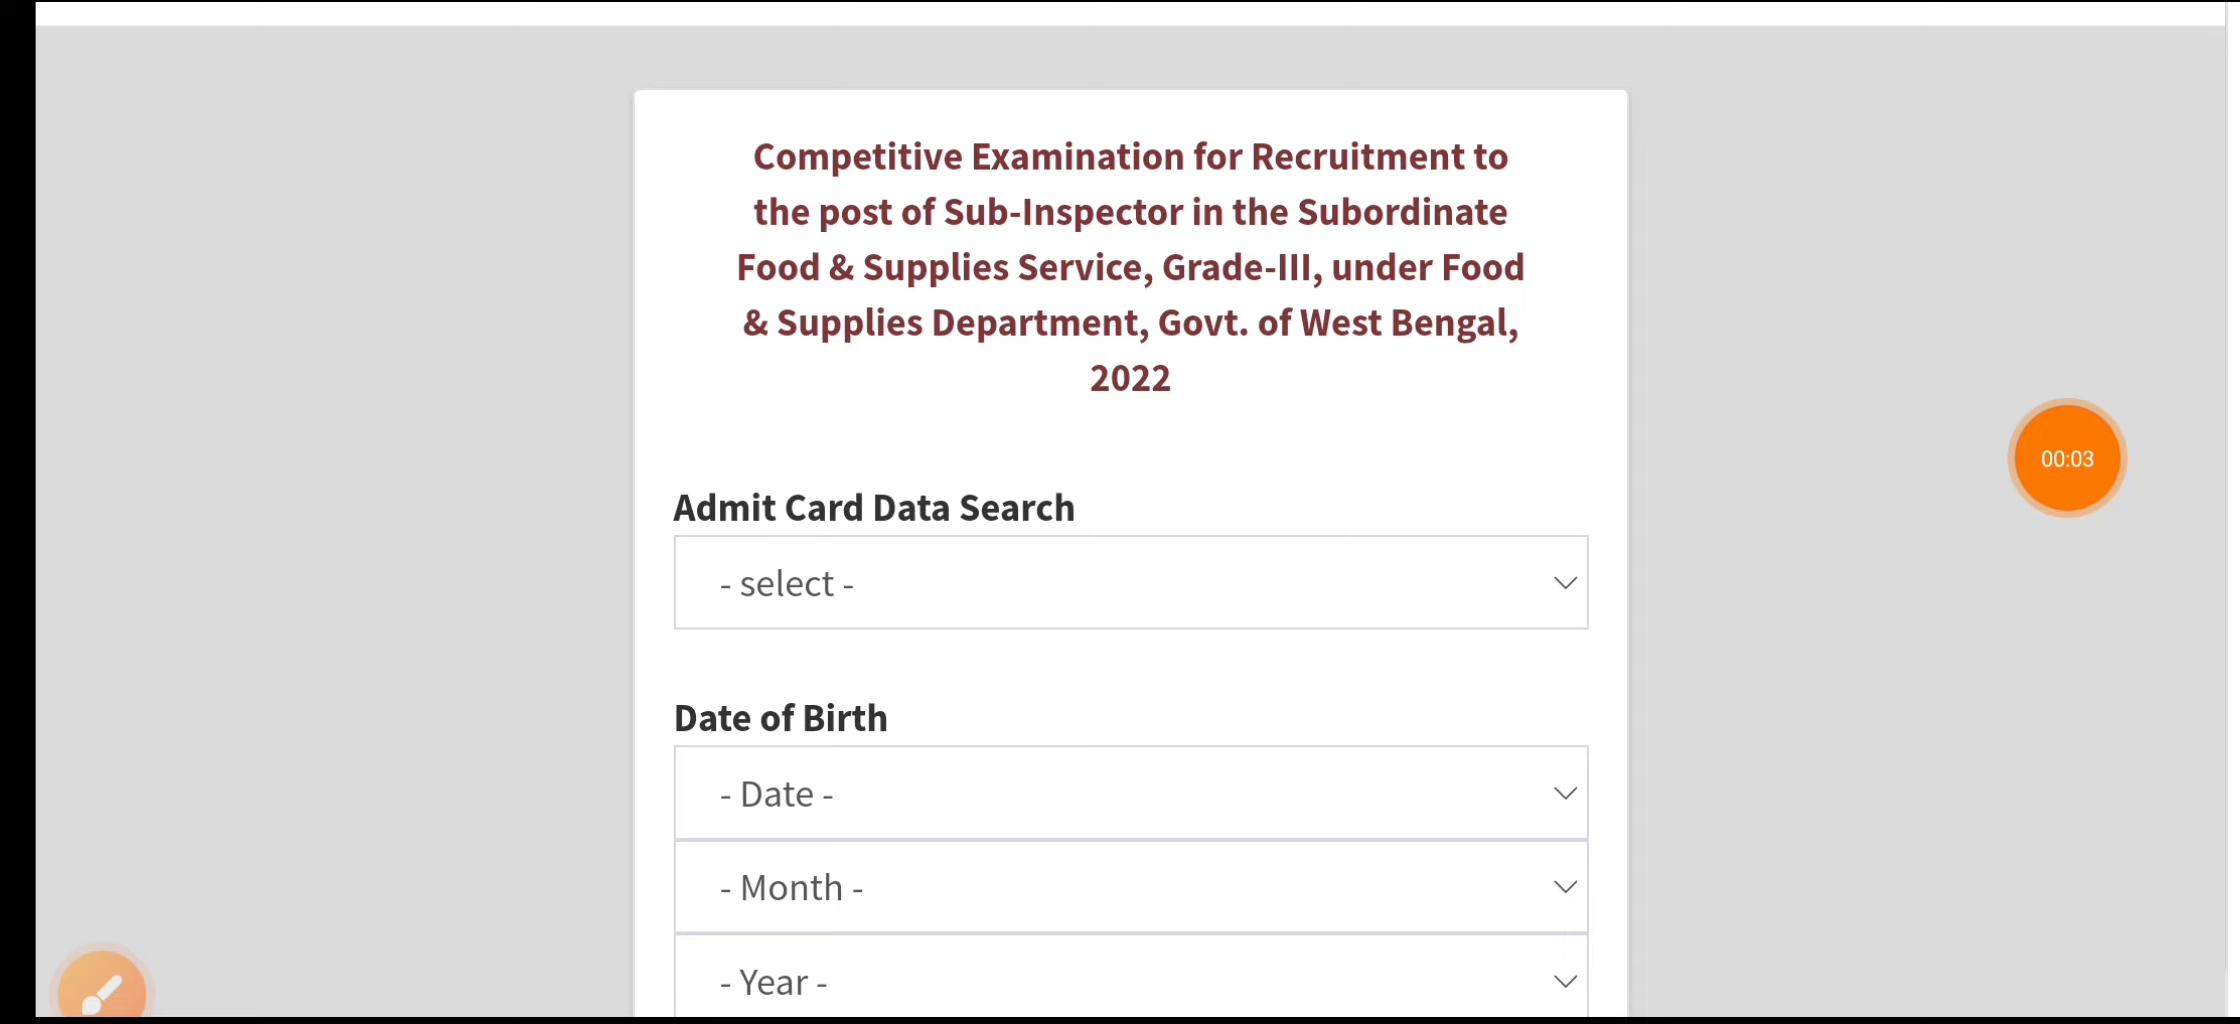 Competitive Examination for Recruitment to
the post of Sub-Inspector in the Subordinate
Food & Supplies Service, Grade-III, under Food
& Supplies Department, Govt. of West Bengal,
2022
00:03
Admit Card Data Search
- select -
Date of Birth
- Date -
- Month -
- Year -